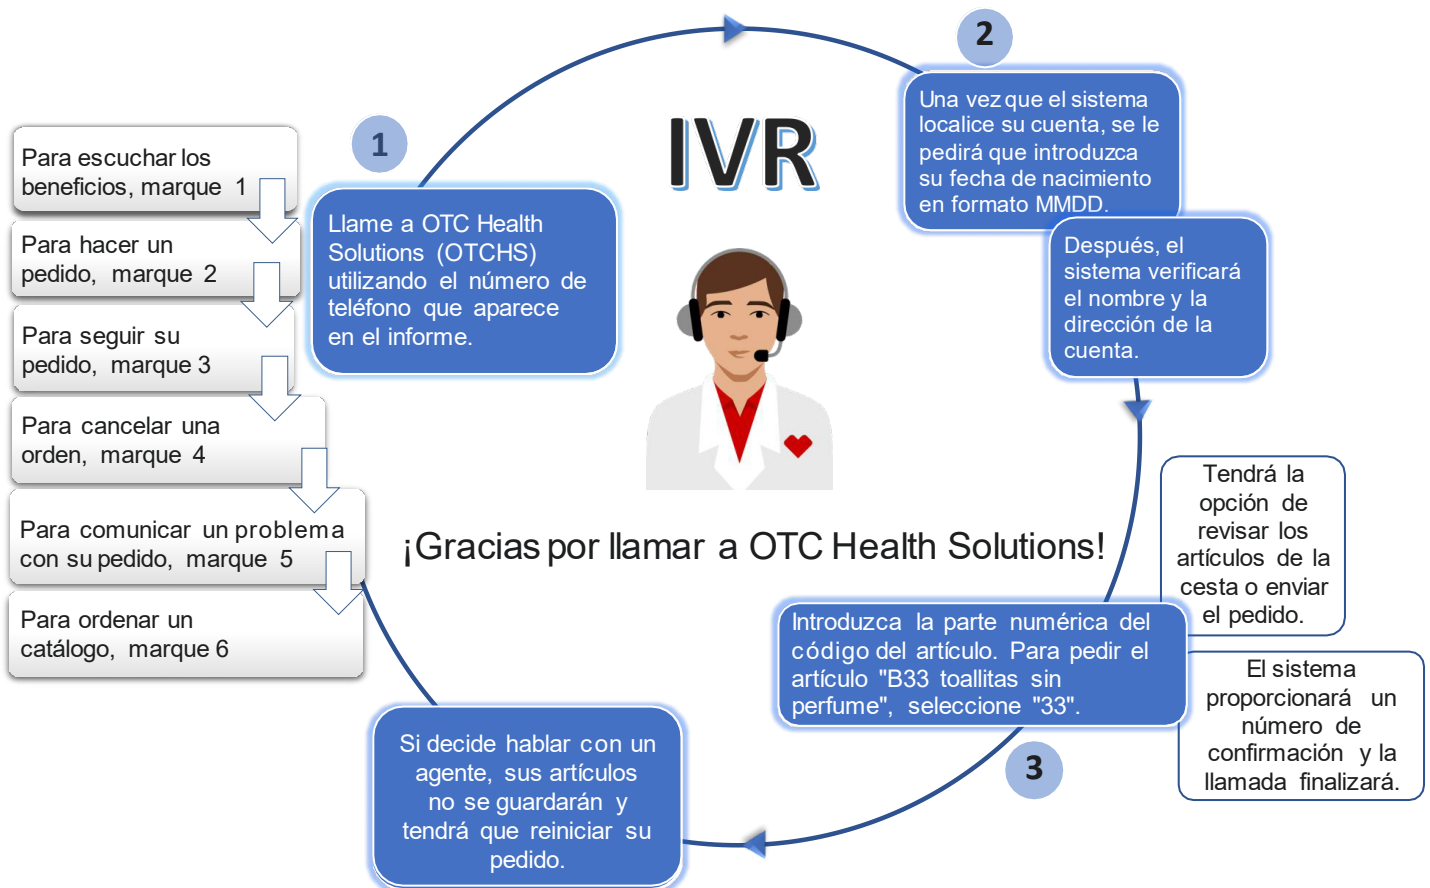 IVR
1
Llame a OTC Health
Solutions (OTCHS)
utilizando el número de
teléfono que aparece
en el informe.
Para escuchar los
beneficios, marque 1
Para hacer un
pedido, marque 2
Para seguir su
pedido, marque 3
Para cancelar una
orden, marque 4
Para comunicar un problema
con su pedido, marque 5
Para ordenar un
catálogo, marque 6
2
Una vez que el sistema
localice su cuenta, se le
pedirá que introduzca
su fecha de nacimiento
en formato MMDD.
Después, el
sistema verificará
el nombre y la
dirección de la
cuenta.
¡Gracias por llamar a OTC Health Solutions!
3
Introduzca la parte numérica del
código del artículo. Para pedir el
artículo "B33 toallitas sin
perfume", seleccione "33".
Tendrá la
opción de
revisar los
artículos de la
cesta o enviar
el pedido.
El sistema
proporcionará un
número de
confirmación y la
llamada finalizará.
Si decide hablar con un
agente, sus artículos
no se guardarán y
tendrá que reiniciar su
pedido.